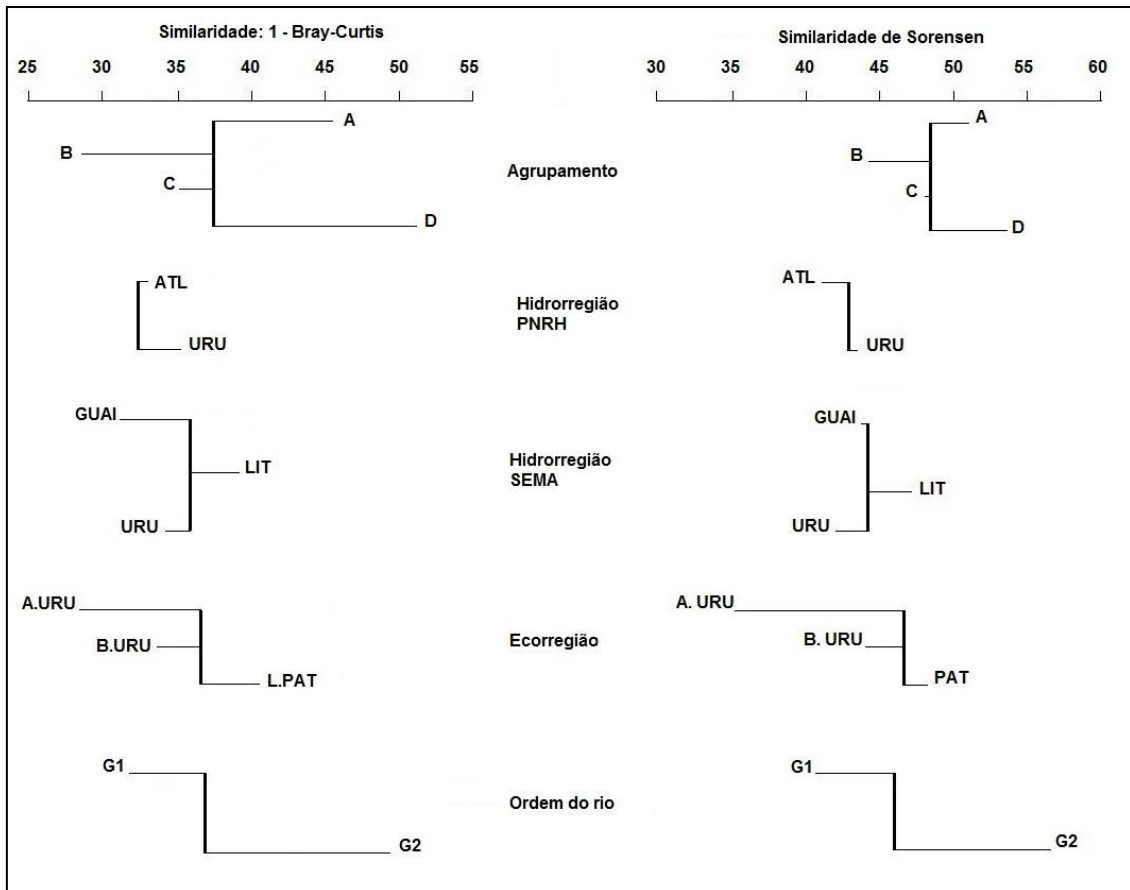 Similaridade: 1 - Bray-Curtis
25 30 35 40 45 50 55
Similaridade de Sorensen
30 35 40 45 50 55 60
A
B
C
D
Agrupamento
A
B
C
D
ATL
URU
Hidrorregião
PNRH
ATL
URU
GUAI
LIT
URU
Hidrorregião
SEMA
GUAI
LIT
URU
A.URU
B.URU
L.PAT
Ecorregião
A. URU
B. URU
PAT
G1
G2
Ordem do rio
G1
G2